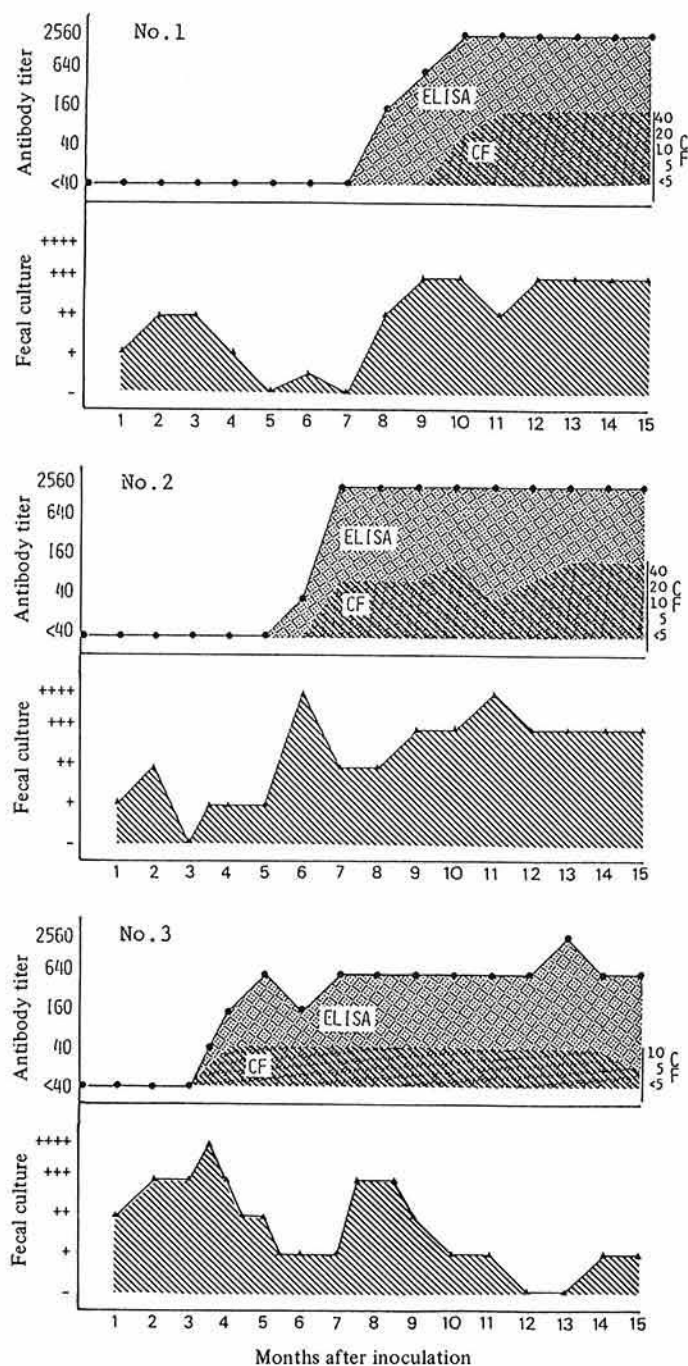 No.1
Antibody titer
2560
640
160
40
<40
ELISA
CF
40
20
10
5
<5
CF
Fecal culture
++++
+++
++
+
-
1 2 3 4 5 6 7 8 9 10 11 12 13 14 15
No.2
Antibody titer
2560
640
160
40
<40
ELISA
CF
40
20
10
5
<5
CF
Fecal culture
++++
+++
++
+
-
1 2 3 4 5 6 7 8 9 10 11 12 13 14 15
No.3
Antibody titer
2560
640
160
40
<40
ELISA
CF
10
5
<5
CF
Fecal culture
++++
+++
++
+
-
1 2 3 4 5 6 7 8 9 10 11 12 13 14 15
Months after inoculation